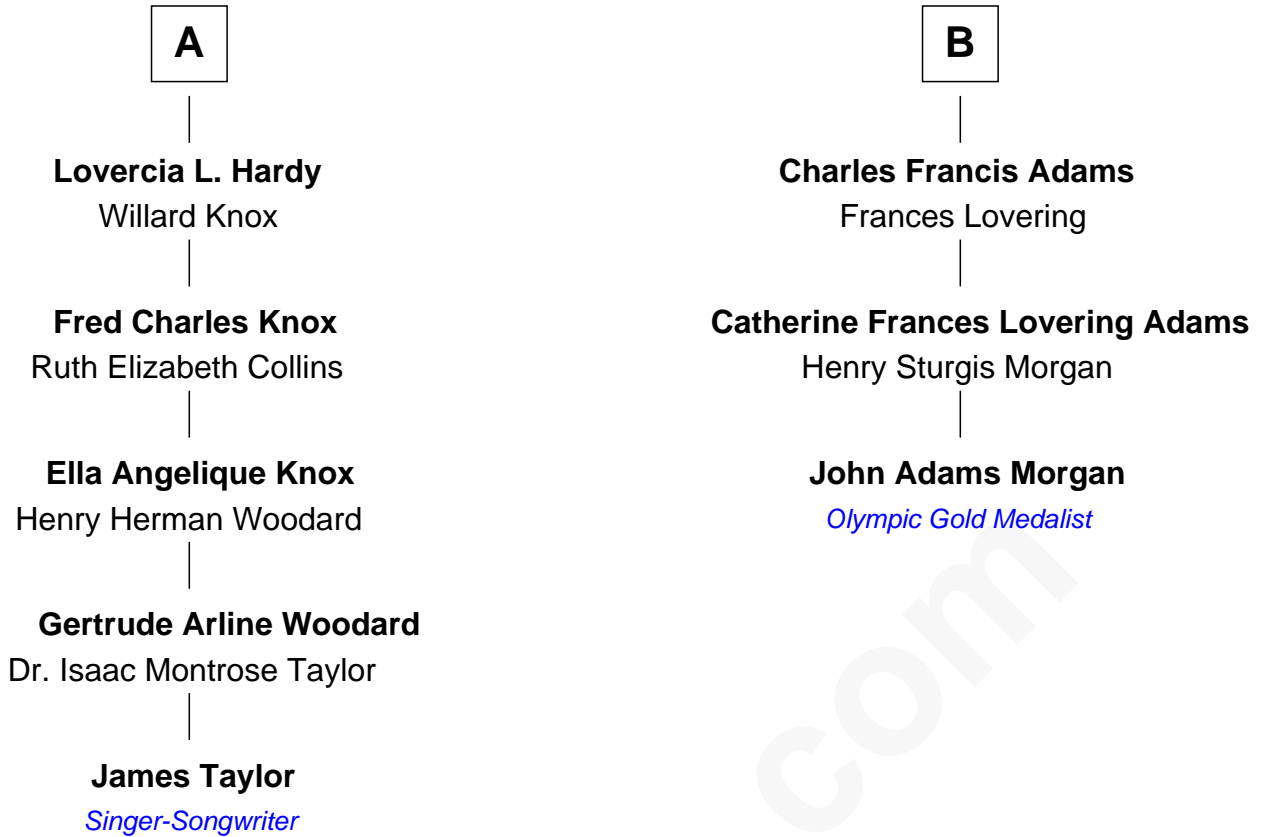 A
Lovercia L. Hardy
Willard Knox
Fred Charles Knox
Ruth Elizabeth Collins
Ella Angelique Knox
Henry Herman Woodard
Gertrude Arline Woodard
Dr. Isaac Montrose Taylor
James Taylor
Singer-Songwriter
B
Charles Francis Adams
Frances Lovering
Catherine Frances Lovering Adams
Henry Sturgis Morgan
John Adams Morgan
Olympic Gold Medalist
com